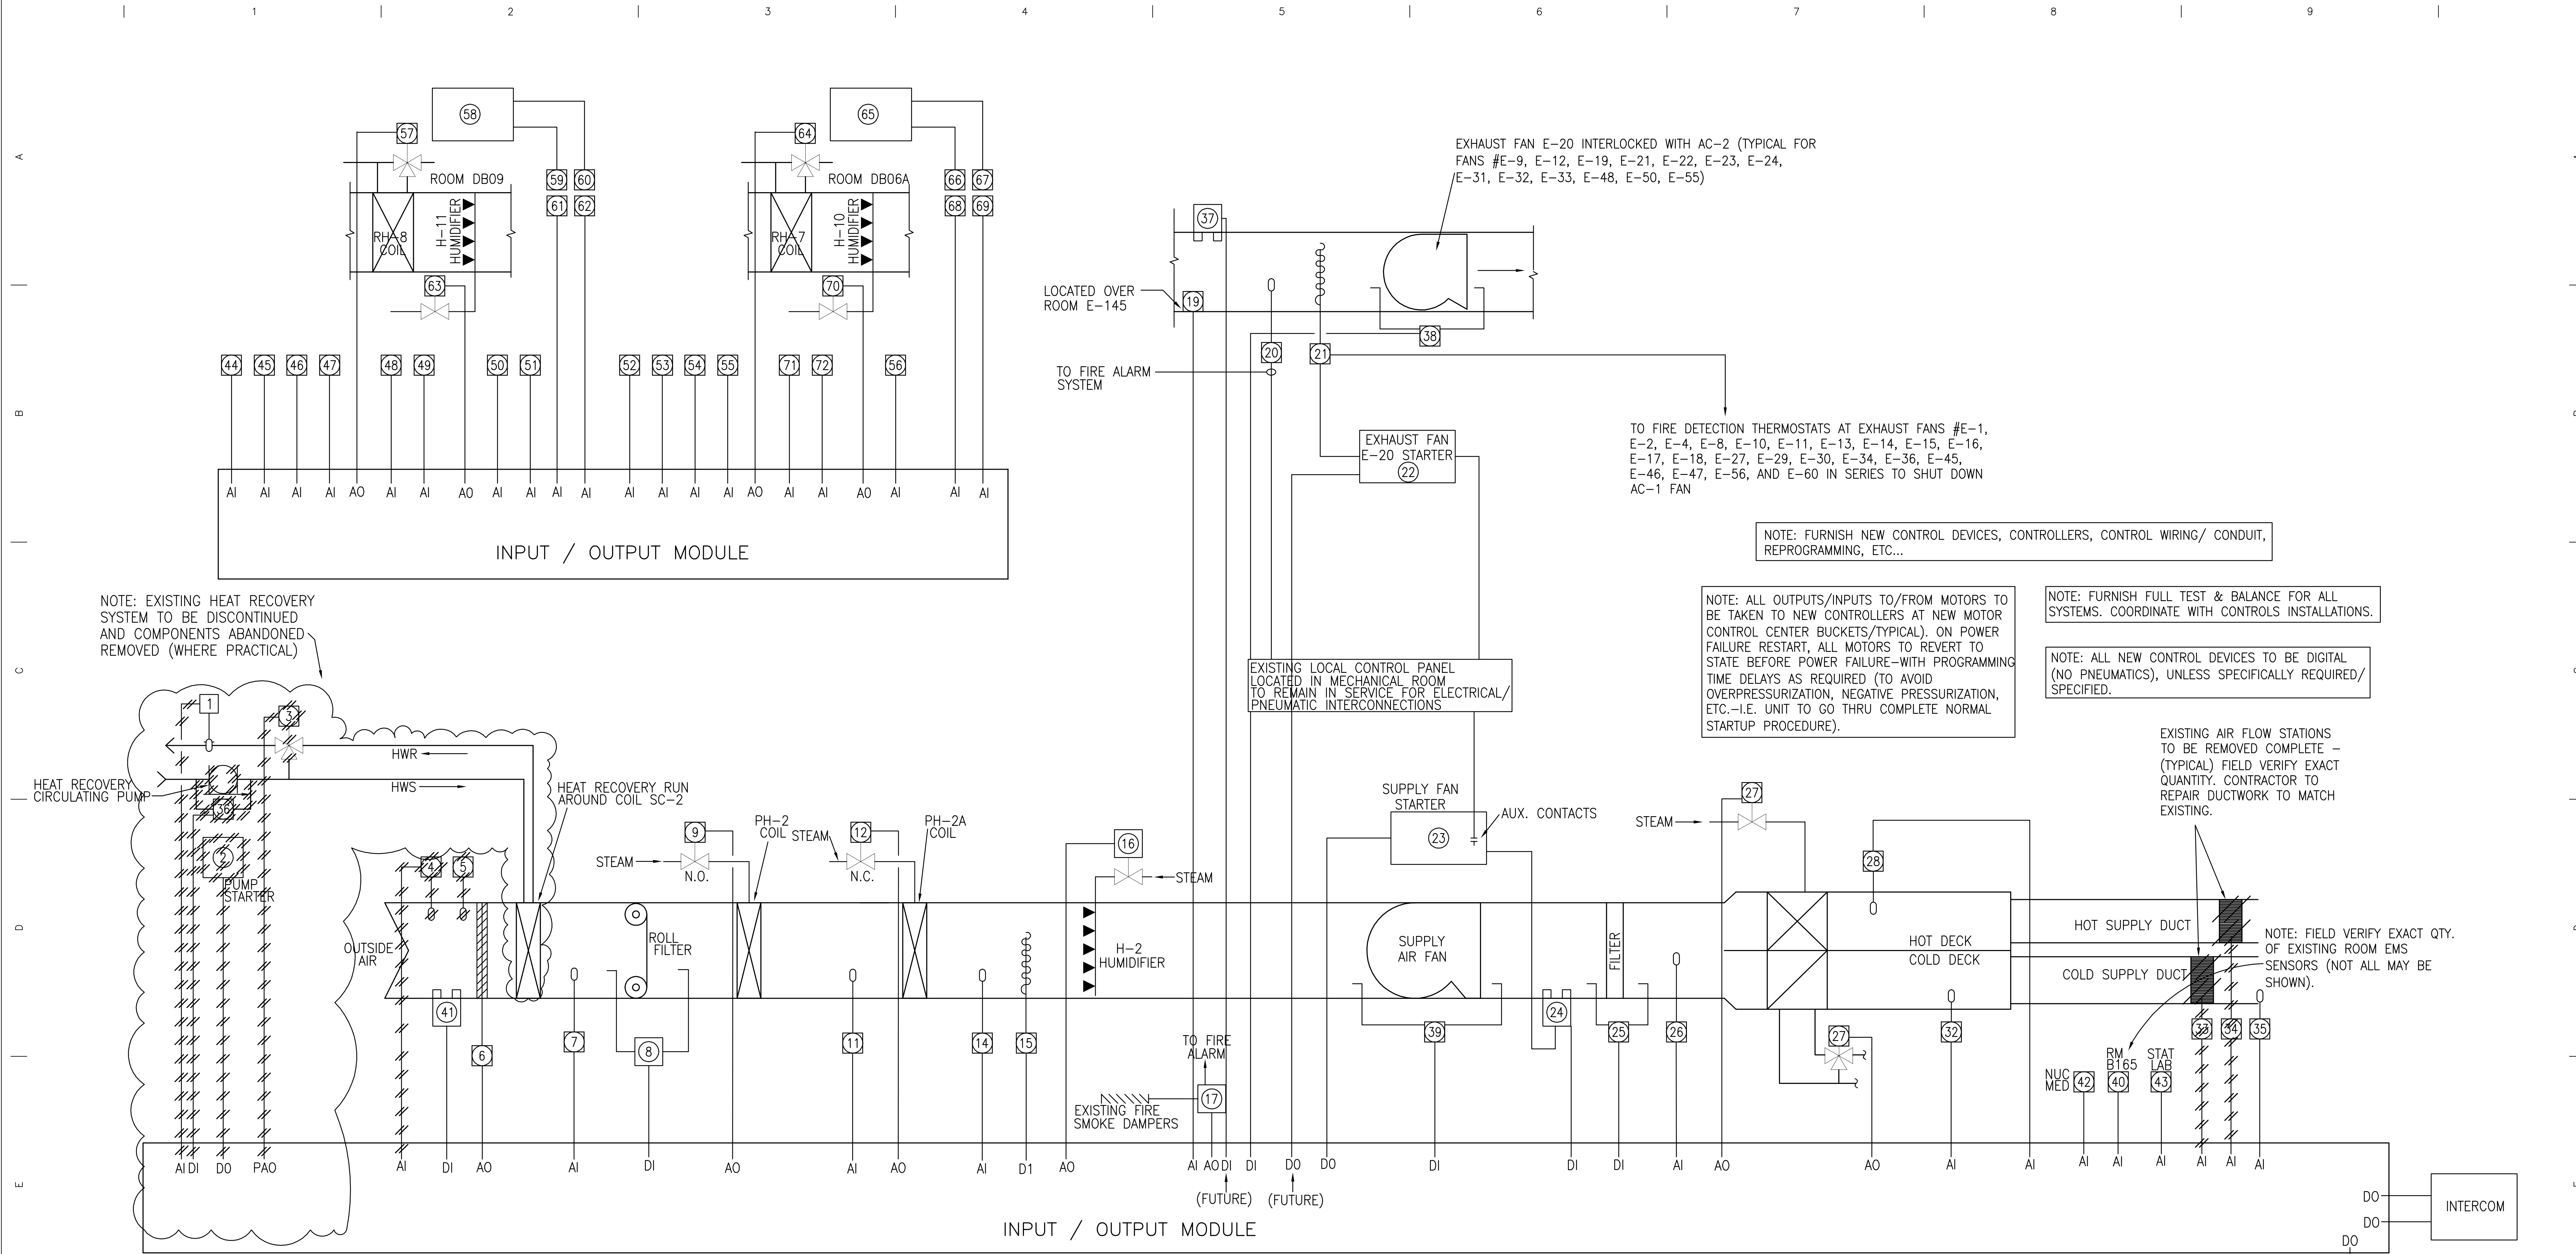 1 2 3 4 5 6 7 8 9
A
B
C
D
E
58
57
ROOM DB09
59 60
61 62
RH-8
COIL
H-11
HUMIDIFIER
63
65
64
ROOM DB06A
66 67
68 69
RH-7
COIL
H-10
HUMIDIFIER
70
44 45 46 47 48 49 50 51 52 53 54 55 71 72 56
AI AI AI AI AO AI AI AO AI AI AI AI AI AI AI AI AO AI AI AO AI AI AI
INPUT / OUTPUT MODULE
EXHAUST FAN E-20 INTERLOCKED WITH AC-2 (TYPICAL FOR
FANS #E-9, E-12, E-19, E-21, E-22, E-23, E-24,
E-31, E-32, E-33, E-48, E-50, E-55)
37
LOCATED OVER
ROOM E-145
19
38
20
21
TO FIRE ALARM
SYSTEM
EXHAUST FAN
E-20 STARTER
22
TO FIRE DETECTION THERMOSTATS AT EXHAUST FANS #E-1,
E-2, E-4, E-8, E-10, E-11, E-13, E-14, E-15, E-16,
E-17, E-18, E-27, E-29, E-30, E-34, E-36, E-45,
E-46, E-47, E-56, AND E-60 IN SERIES TO SHUT DOWN
AC-1 FAN
NOTE: FURNISH NEW CONTROL DEVICES, CONTROLLERS, CONTROL WIRING/ CONDUIT,
REPROGRAMMING, ETC...
NOTE: ALL OUTPUTS/INPUTS TO/FROM MOTORS TO
BE TAKEN TO NEW CONTROLLERS AT NEW MOTOR
CONTROL CENTER BUCKETS/TYPICAL). ON POWER
FAILURE RESTART, ALL MOTORS TO REVERT TO
STATE BEFORE POWER FAILURE-WITH PROGRAMMING
TIME DELAYS AS REQUIRED (TO AVOID
OVERPRESSURIZATION, NEGATIVE PRESSURIZATION,
ETC.-I.E. UNIT TO GO THRU COMPLETE NORMAL
STARTUP PROCEDURE).
NOTE: FURNISH FULL TEST & BALANCE FOR ALL
SYSTEMS. COORDINATE WITH CONTROLS INSTALLATIONS.
NOTE: ALL NEW CONTROL DEVICES TO BE DIGITAL
(NO PNEUMATICS), UNLESS SPECIFICALLY REQUIRED/
SPECIFIED.
EXISTING LOCAL CONTROL PANEL
LOCATED IN MECHANICAL ROOM
TO REMAIN IN SERVICE FOR ELECTRICAL/
PNEUMATIC INTERCONNECTIONS
NOTE: EXISTING HEAT RECOVERY
SYSTEM TO BE DISCONTINUED
AND COMPONENTS ABANDONED
REMOVED (WHERE PRACTICAL)
1
3
HWR
HWS
HEAT RECOVERY
CIRCULATING PUMP
36
2
PUMP
STARTER
HEAT RECOVERY RUN
AROUND COIL SC-2
4
5
OUTSIDE
AIR
41
6
7
8
ROLL
FILTER
9
STEAM
N.O.
PH-2
COIL
11
12
STEAM
N.C.
PH-2A
COIL
14
15
16
STEAM
H-2
HUMIDIFIER
TO FIRE
ALARM
17
EXISTING FIRE
SMOKE DAMPERS
SUPPLY FAN
STARTER
23
AUX. CONTACTS
SUPPLY
AIR FAN
39
24
25
FILTER
26
27
STEAM
28
HOT DECK
COLD DECK
27
32
EXISTING AIR FLOW STATIONS
TO BE REMOVED COMPLETE -
(TYPICAL) FIELD VERIFY EXACT
QUANTITY. CONTRACTOR TO
REPAIR DUCTWORK TO MATCH
EXISTING.
HOT SUPPLY DUCT
COLD SUPPLY DUCT
NOTE: FIELD VERIFY EXACT QTY.
OF EXISTING ROOM EMS
SENSORS (NOT ALL MAY BE
SHOWN).
33 34 35
NUC
MED
42
RM
B165
40
STAT
LAB
43
AI DI DO PAO AI DI AO AI DI AO AI AO AI D1 AO AI AO DI DI DO DO DI DI DI AI AO AO AI AI AI AI AI AI AI AI
(FUTURE) (FUTURE)
INPUT / OUTPUT MODULE
DO
DO
DO
INTERCOM